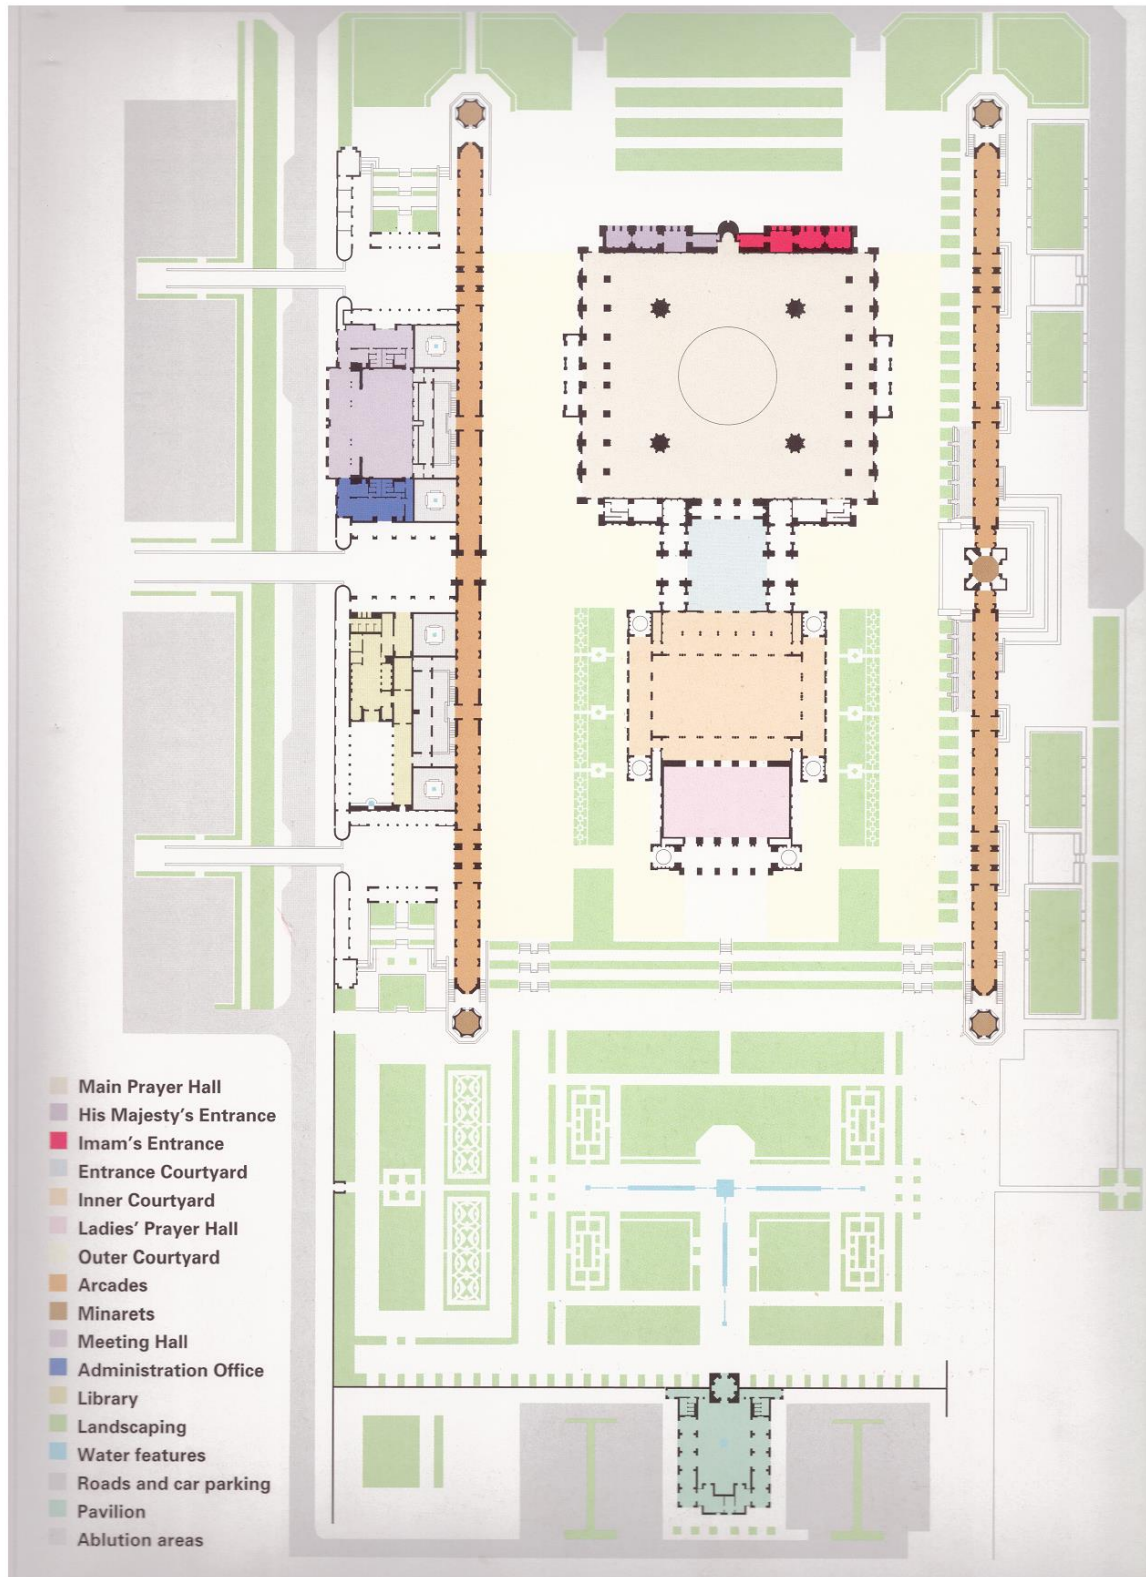 Main Prayer Hall
His Majesty's Entrance
Imam's Entrance
Entrance Courtyard
Inner Courtyard
Ladies' Prayer Hall
Outer Courtyard
Arcades
Minarets
Meeting Hall
Administration Office
Library
Landscaping
Water features
Roads and car parking
Pavilion
Ablution areas